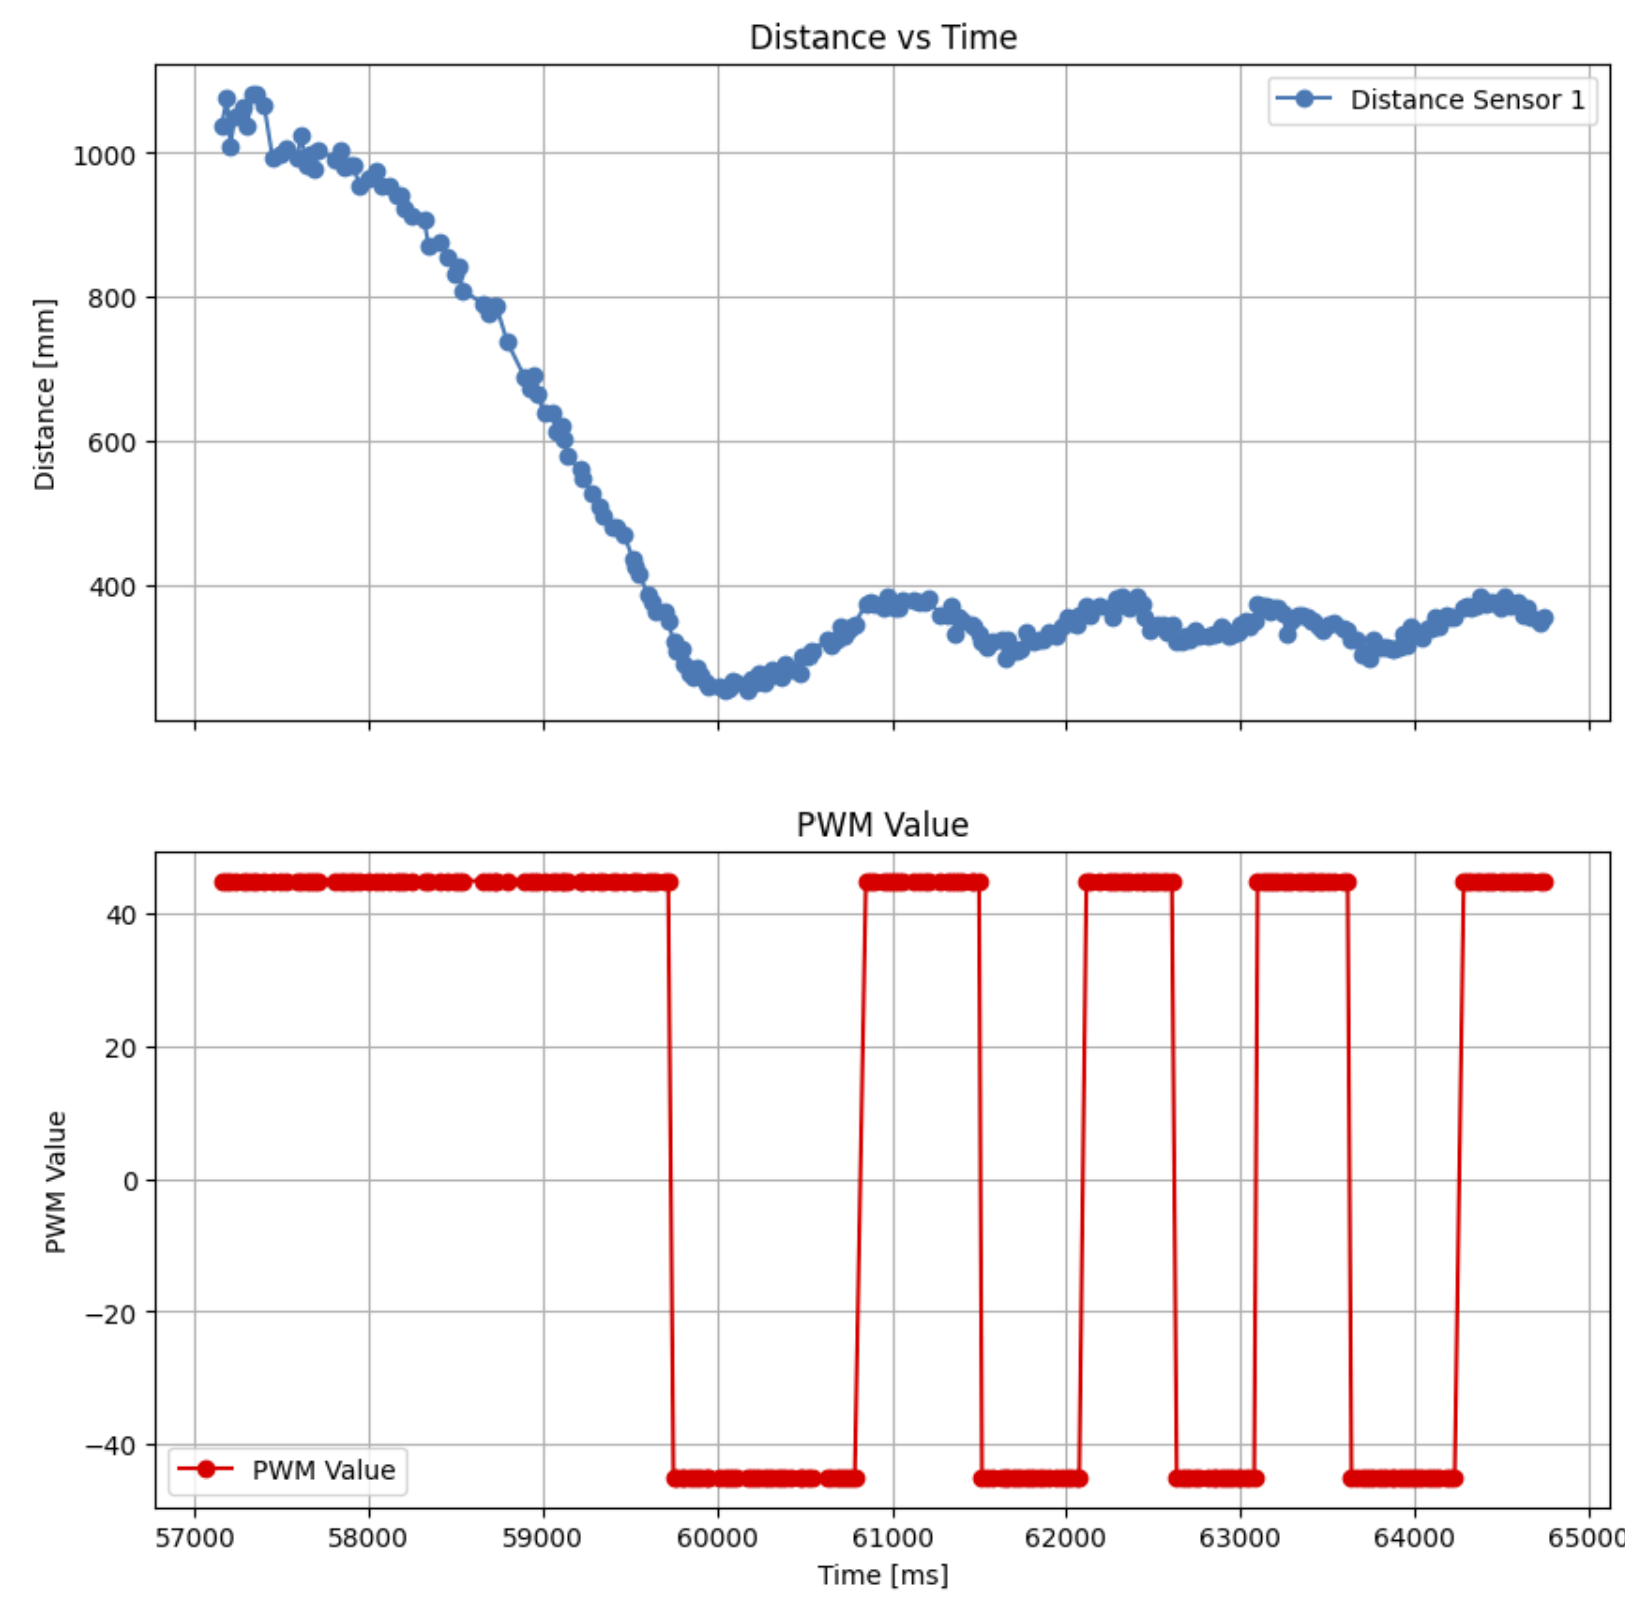 Distance vs Time
Distance Sensor 1
1000
800
600
400
Distance [mm]
PWM Value
40
20
0
−20
−40
PWM Value
PWM Value
57000 58000 59000 60000 61000 62000 63000 64000 65000
Time [ms]